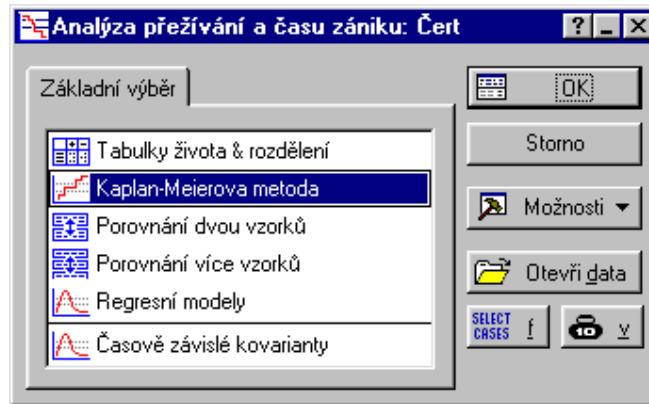 Analýza přežívání a času zániku: Čert
Základní výběr
Tabulky života & rozdělení
Kaplan-Meierova metoda
Porovnání dvou vzorků
Porovnání více vzorků
Regresní modely
Časově závislé kovarianty
OK
Storno
Možnosti
Otevři data
SELECT CASES f
10 v